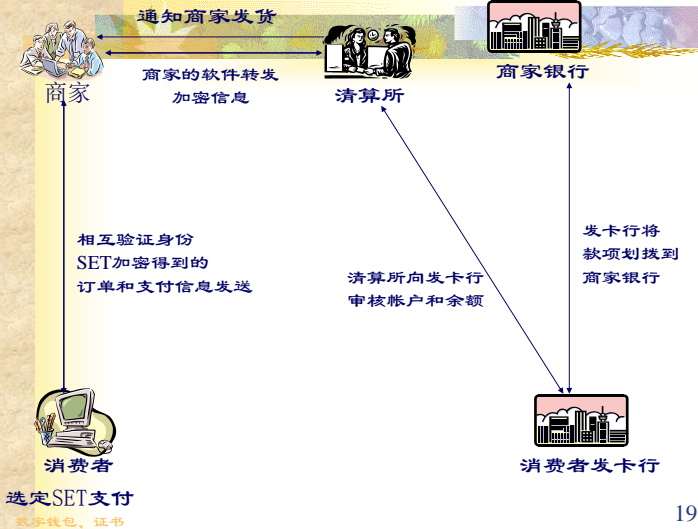 通知商家发货
商家的软件转发
加密信息
商家
清算所
商家银行
相互验证身份
SET加密得到的
订单和支付信息发送
清算所向发卡行
审核帐户和余额
发卡行将
款项划拨到
商家银行
消费者
选定SET支付
数字钱包、证书
消费者发卡行
19